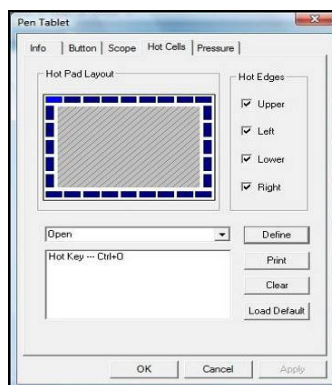 Pen Tablet
Info Button Scope Hot Cells Pressure
Hot Pad Layout
Hot Edges
Upper
Left
Lower
Right
Open
Define
Hot Key --- Ctrl+O
Print
Clear
Load Default
OK Cancel Apply